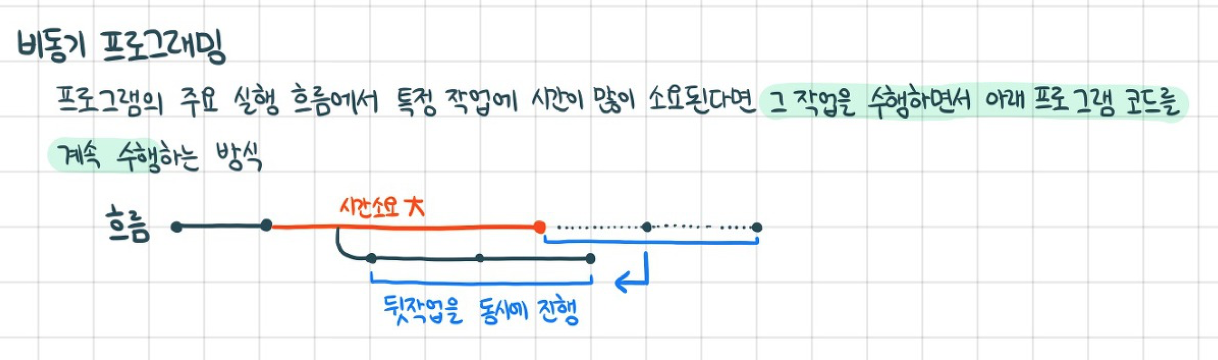 비동기 프로그래밍
프로그램의 주요 실행 흐름에서 특정 작업에 시간이 많이 소요된다면 그 작업을 수행하면서 아래 프로그램 코드를
계속 수행하는 방식
시간소요 大
흐름
뒷작업을 동시에 진행